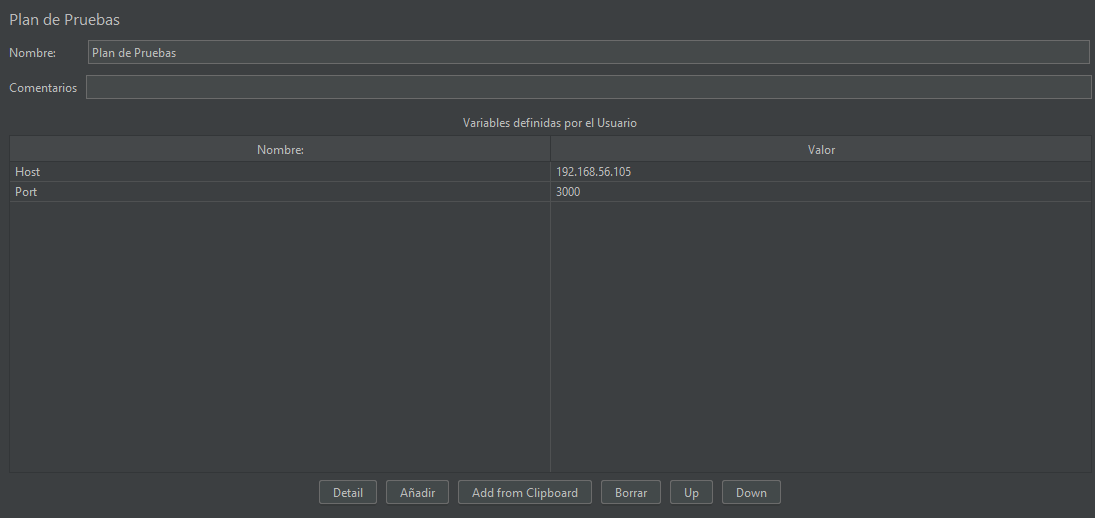 Plan de Pruebas
Nombre: Plan de Pruebas
Comentarios
Variables definidas por el Usuario
Nombre: Valor
Host 192.168.56.105
Port 3000
Detail Añadir Add from Clipboard Borrar Up Down